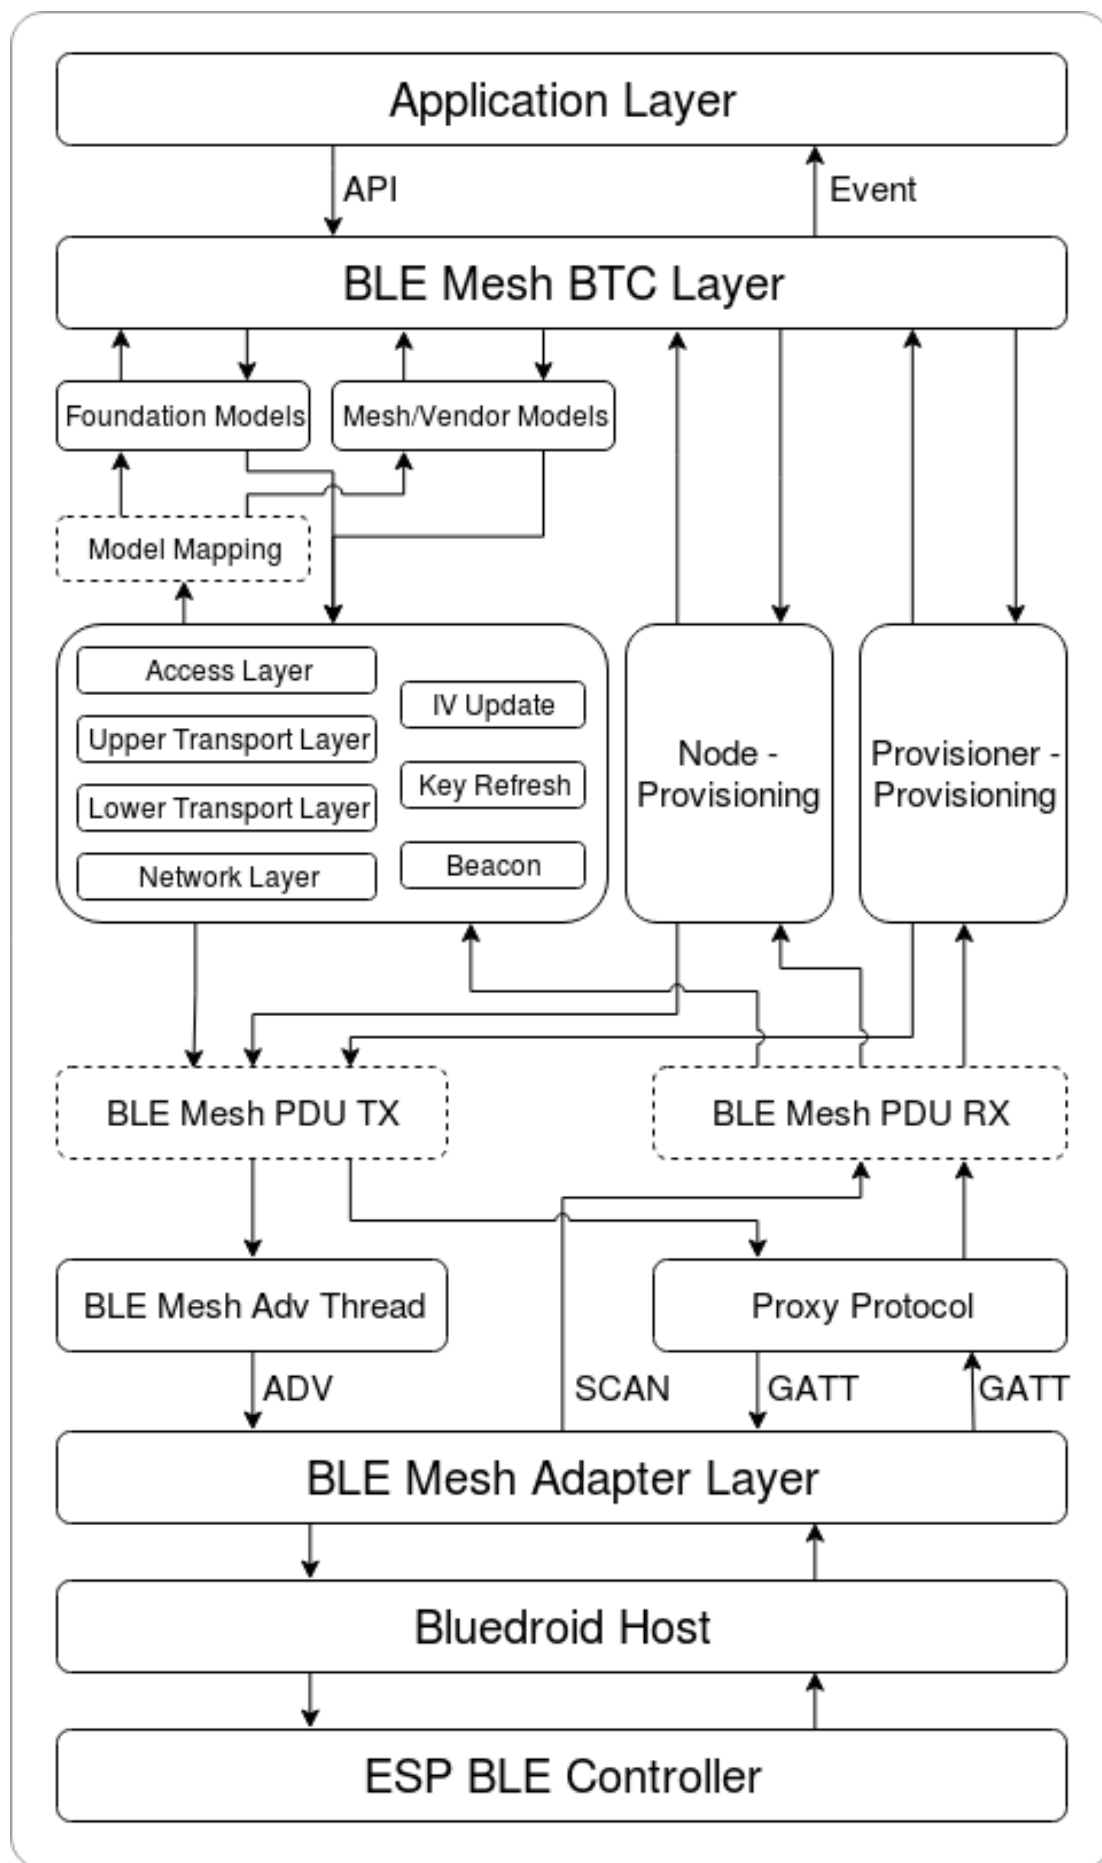 Application Layer
API
Event
BLE Mesh BTC Layer
Foundation Models
Mesh/Vendor Models
Model Mapping
Access Layer
Upper Transport Layer
Lower Transport Layer
Network Layer
IV Update
Key Refresh
Beacon
Node -
Provisioning
Provisioner -
Provisioning
BLE Mesh PDU TX
BLE Mesh PDU RX
BLE Mesh Adv Thread
Proxy Protocol
ADV
SCAN
GATT
GATT
BLE Mesh Adapter Layer
Bluedroid Host
ESP BLE Controller